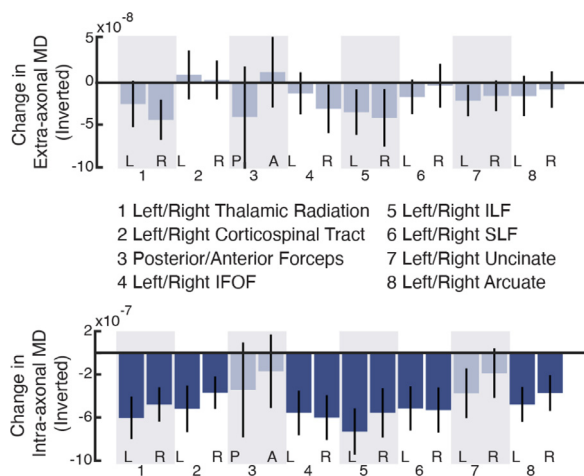 x10-8
5
0
-5
-10
Change in
Extra-axonal MD
(Inverted)
L R L R P A L R L R L R L R L R
1 2 3 4 5 6 7 8
1 Left/Right Thalamic Radiation
2 Left/Right Corticospinal Tract
3 Posterior/Anterior Forceps
4 Left/Right IFOF
5 Left/Right ILF
6 Left/Right SLF
7 Left/Right Uncinate
8 Left/Right Arcuate
x10-7
2
-2
-6
-10
Change in
Intra-axonal MD
(Inverted)
L R L R P A L R L R L R L R L R
1 2 3 4 5 6 7 8